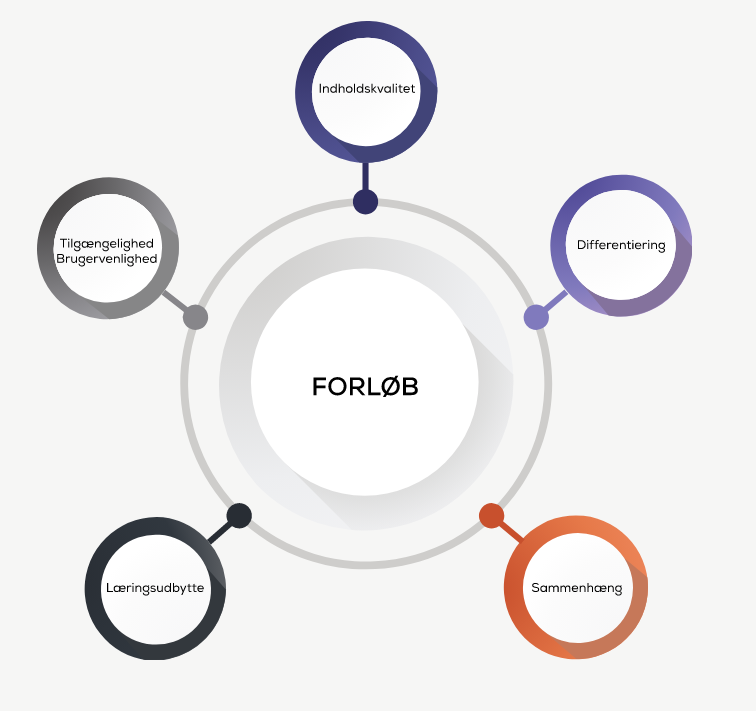 Indholdskvalitet
Tilgængelighed
Brugervenlighed
Differentiering
FORLØB
Læringsudbytte
Sammenhæng